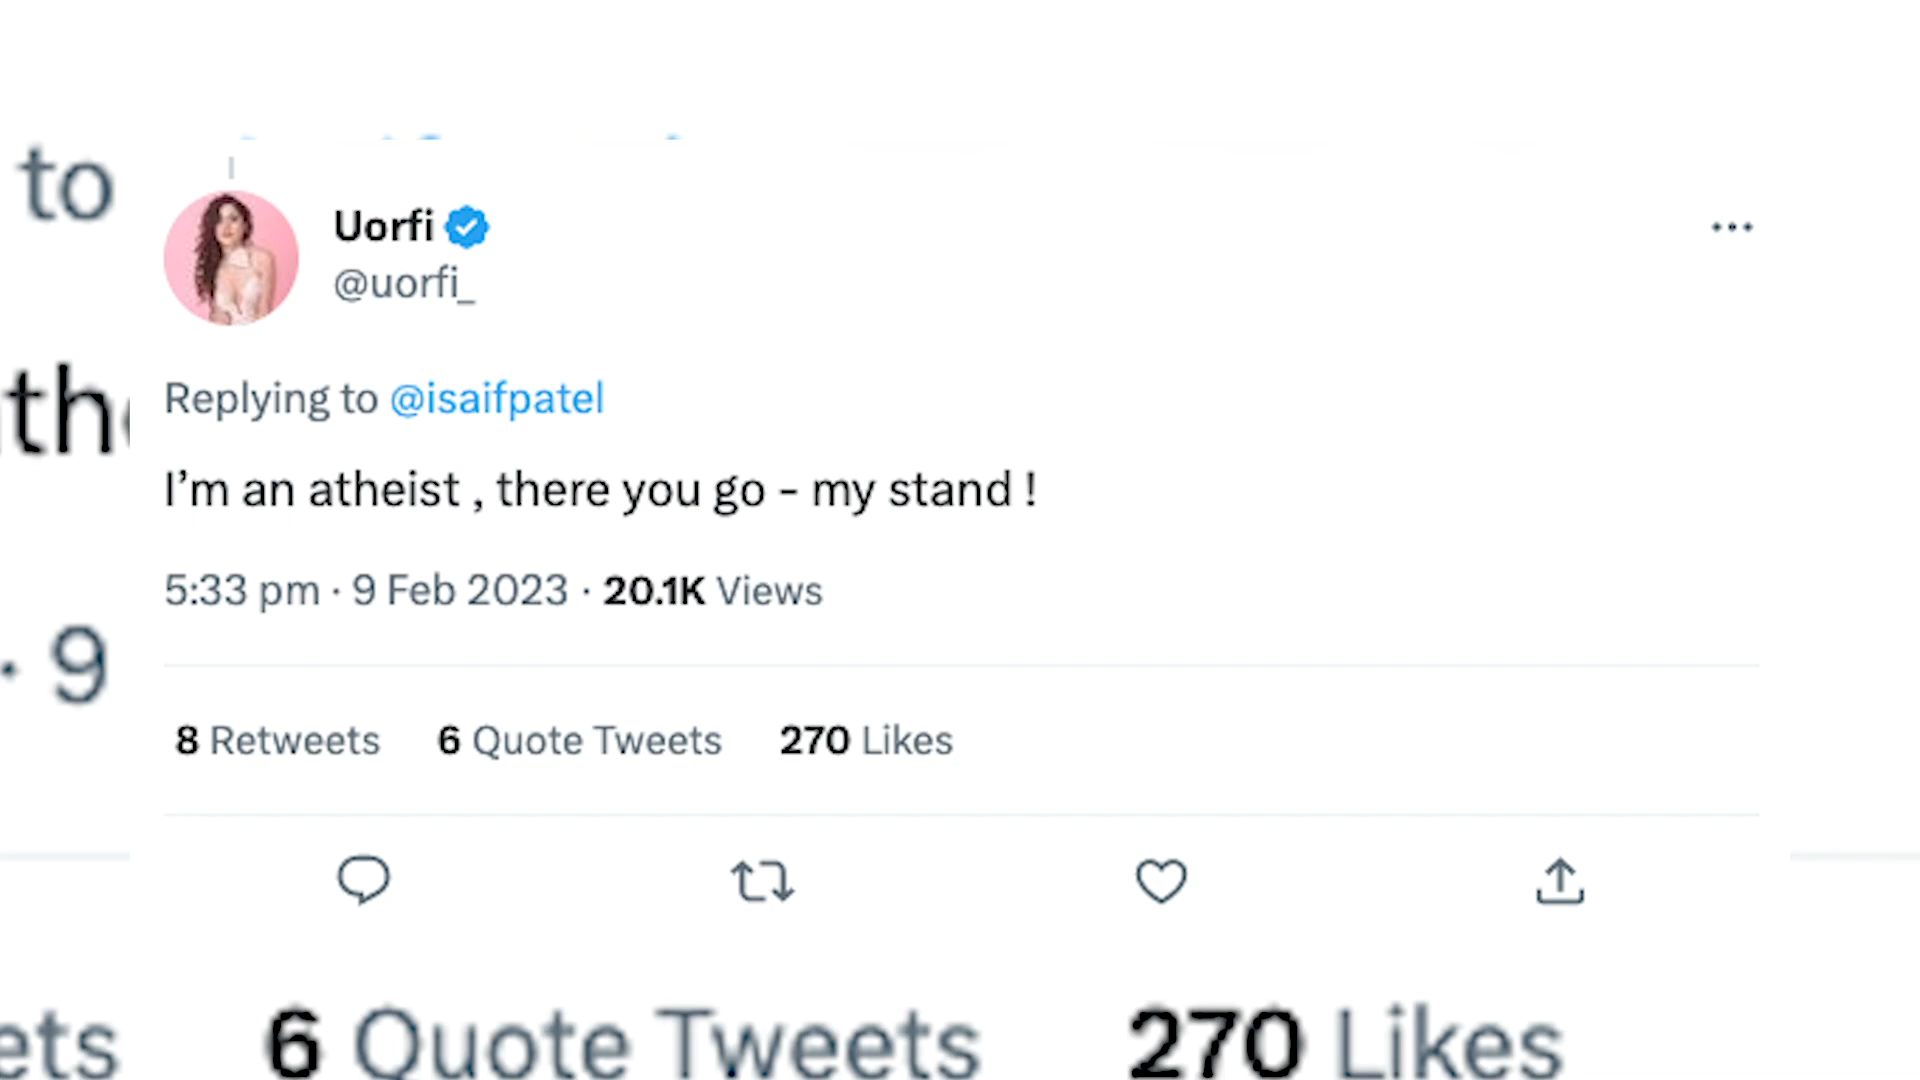 to
Uorfi
@uorfi_
Replying to @isaifpatel
I’m an atheist , there you go - my stand !
5:33 pm · 9 Feb 2023 · 20.1K Views
· 9
8 Retweets 6 Quote Tweets 270 Likes
6 Quote Tweets 270 Likes